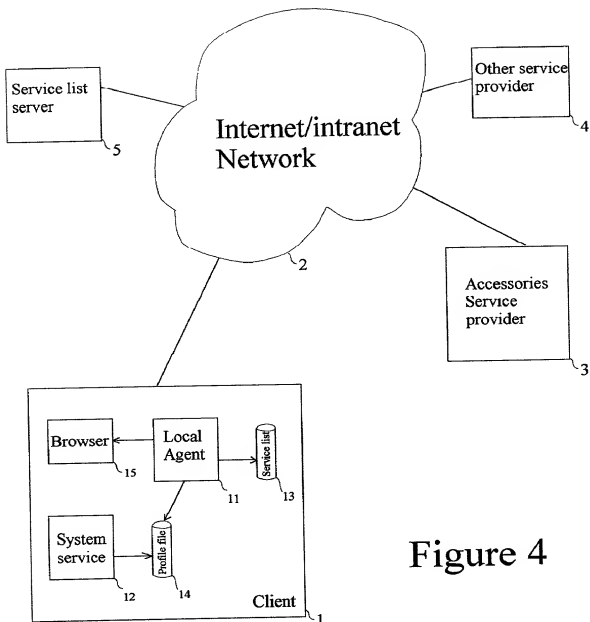 Service list
server
5
Internet/intranet
Network
2
Other service
provider
4
Accessories
Service
provider
3
Browser
15
Local
Agent
11
Service list
13
System
service
12
Profile file
14
Client
1
Figure 4